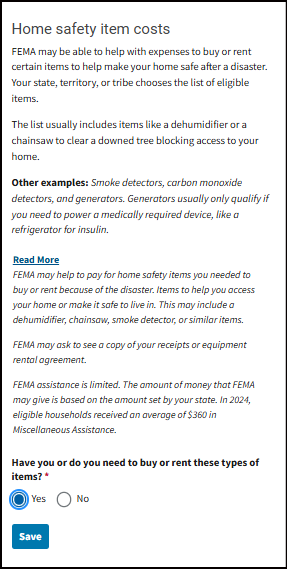 Home safety item costs
FEMA may be able to help with expenses to buy or rent
certain items to help make your home safe after a disaster.
Your state, territory, or tribe chooses the list of eligible
items.
The list usually includes items like a dehumidifier or a
chainsaw to clear a downed tree blocking access to your
home.
Other examples: Smoke detectors, carbon monoxide
detectors, and generators. Generators usually only qualify if
you need to power a medically required device, like a
refrigerator for insulin.
Read More
FEMA may help to pay for home safety items you needed to
buy or rent because of the disaster. Items to help you access
your home or make it safe to live in. This may include a
dehumidifier, chainsaw, smoke detector, or similar items.
FEMA may ask to see a copy of your receipts or equipment
rental agreement.
FEMA assistance is limited. The amount of money that FEMA
may give is based on the amount set by your state. In 2024,
eligible households received an average of $360 in
Miscellaneous Assistance.
Have you or do you need to buy or rent these types of
items? *
Yes No
Save